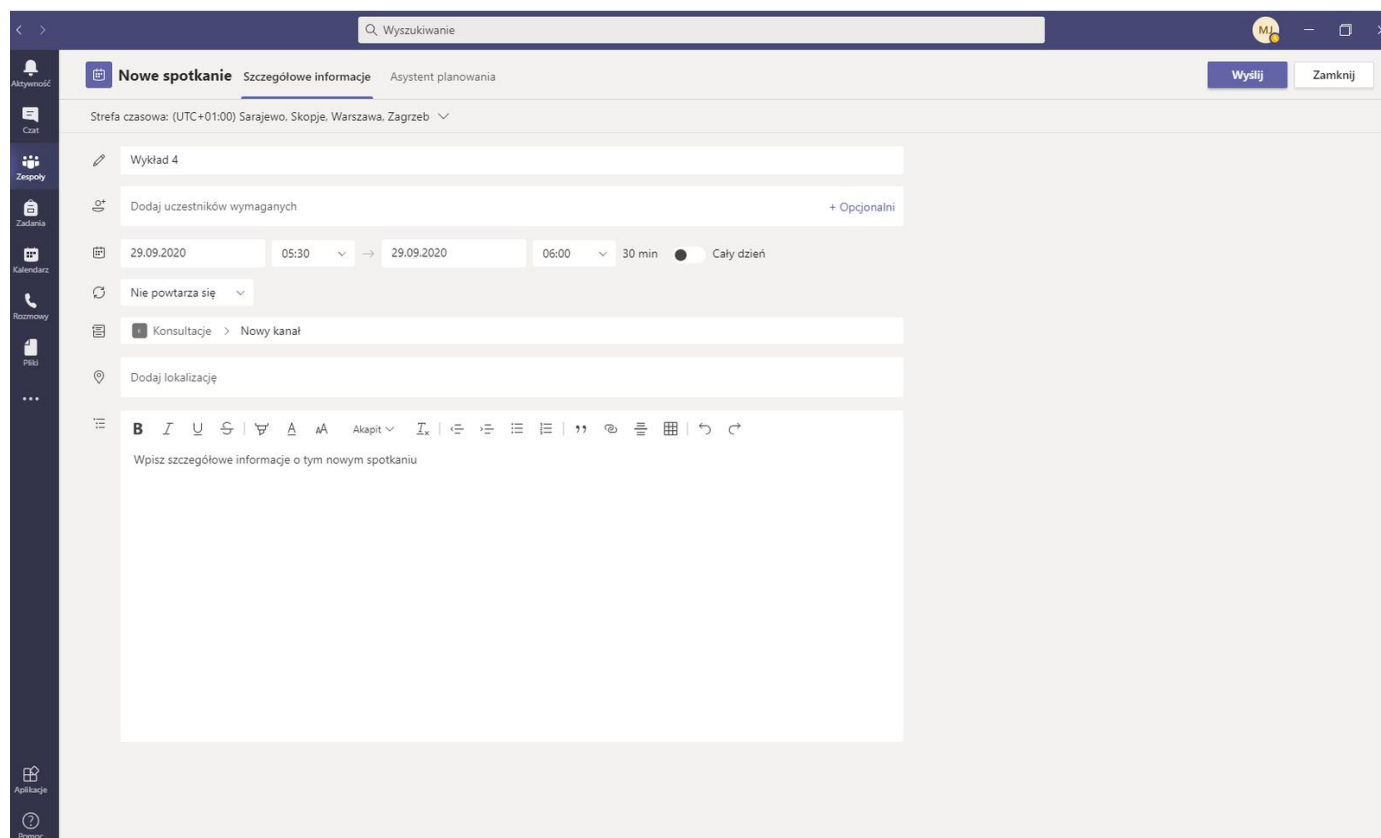 Wyszukiwanie
MJ
Aktywność
Czat
Zespoły
Zadania
Kalendarz
Rozmowy
Pliki
Aplikacje
Pomoc
Nowe spotkanie Szczegółowe informacje Asystent planowania Wyślij Zamknij
Strefa czasowa: (UTC+01:00) Sarajewo, Skopje, Warszawa, Zagrzeb
Wykład 4
Dodaj uczestników wymaganych + Opcjonalni
29.09.2020 05:30 → 29.09.2020 06:00 30 min Cały dzień
Nie powtarza się
Konsultacje > Nowy kanał
Dodaj lokalizację
B I U S A AA Akapit Tx
Wpisz szczegółowe informacje o tym nowym spotkaniu